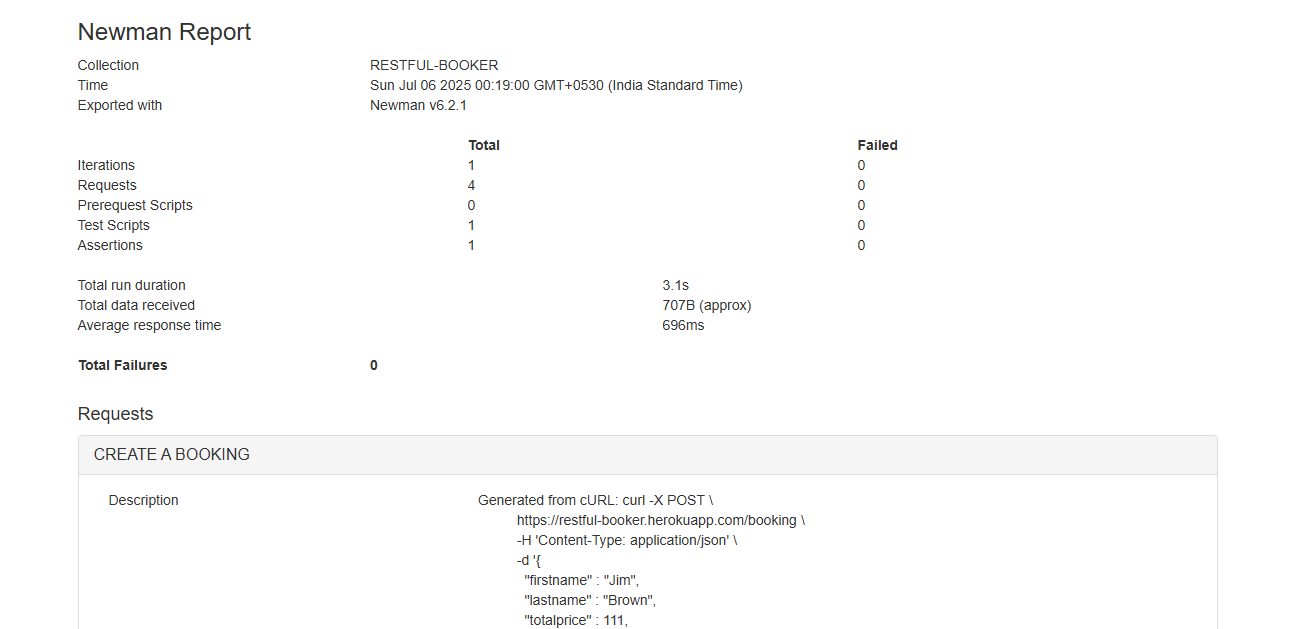 Newman Report
Collection RESTFUL-BOOKER
Time Sun Jul 06 2025 00:19:00 GMT+0530 (India Standard Time)
Exported with Newman v6.2.1
Total Failed
Iterations 1 0
Requests 4 0
Prerequest Scripts 0 0
Test Scripts 1 0
Assertions 1 0
Total run duration 3.1s
Total data received 707B (approx)
Average response time 696ms
Total Failures 0
Requests
CREATE A BOOKING
Description Generated from cURL: curl -X POST \
https://restful-booker.herokuapp.com/booking \
-H 'Content-Type: application/json' \
-d '{
"firstname" : "Jim",
"lastname" : "Brown",
"totalprice" : 111,